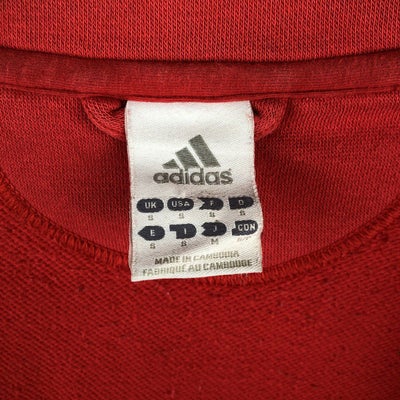 adidas
UK USA F D
S S S S
E I J CDN
S S M S/P
MADE IN CAMBODIA
FABRIQUÉ AU CAMBODGE